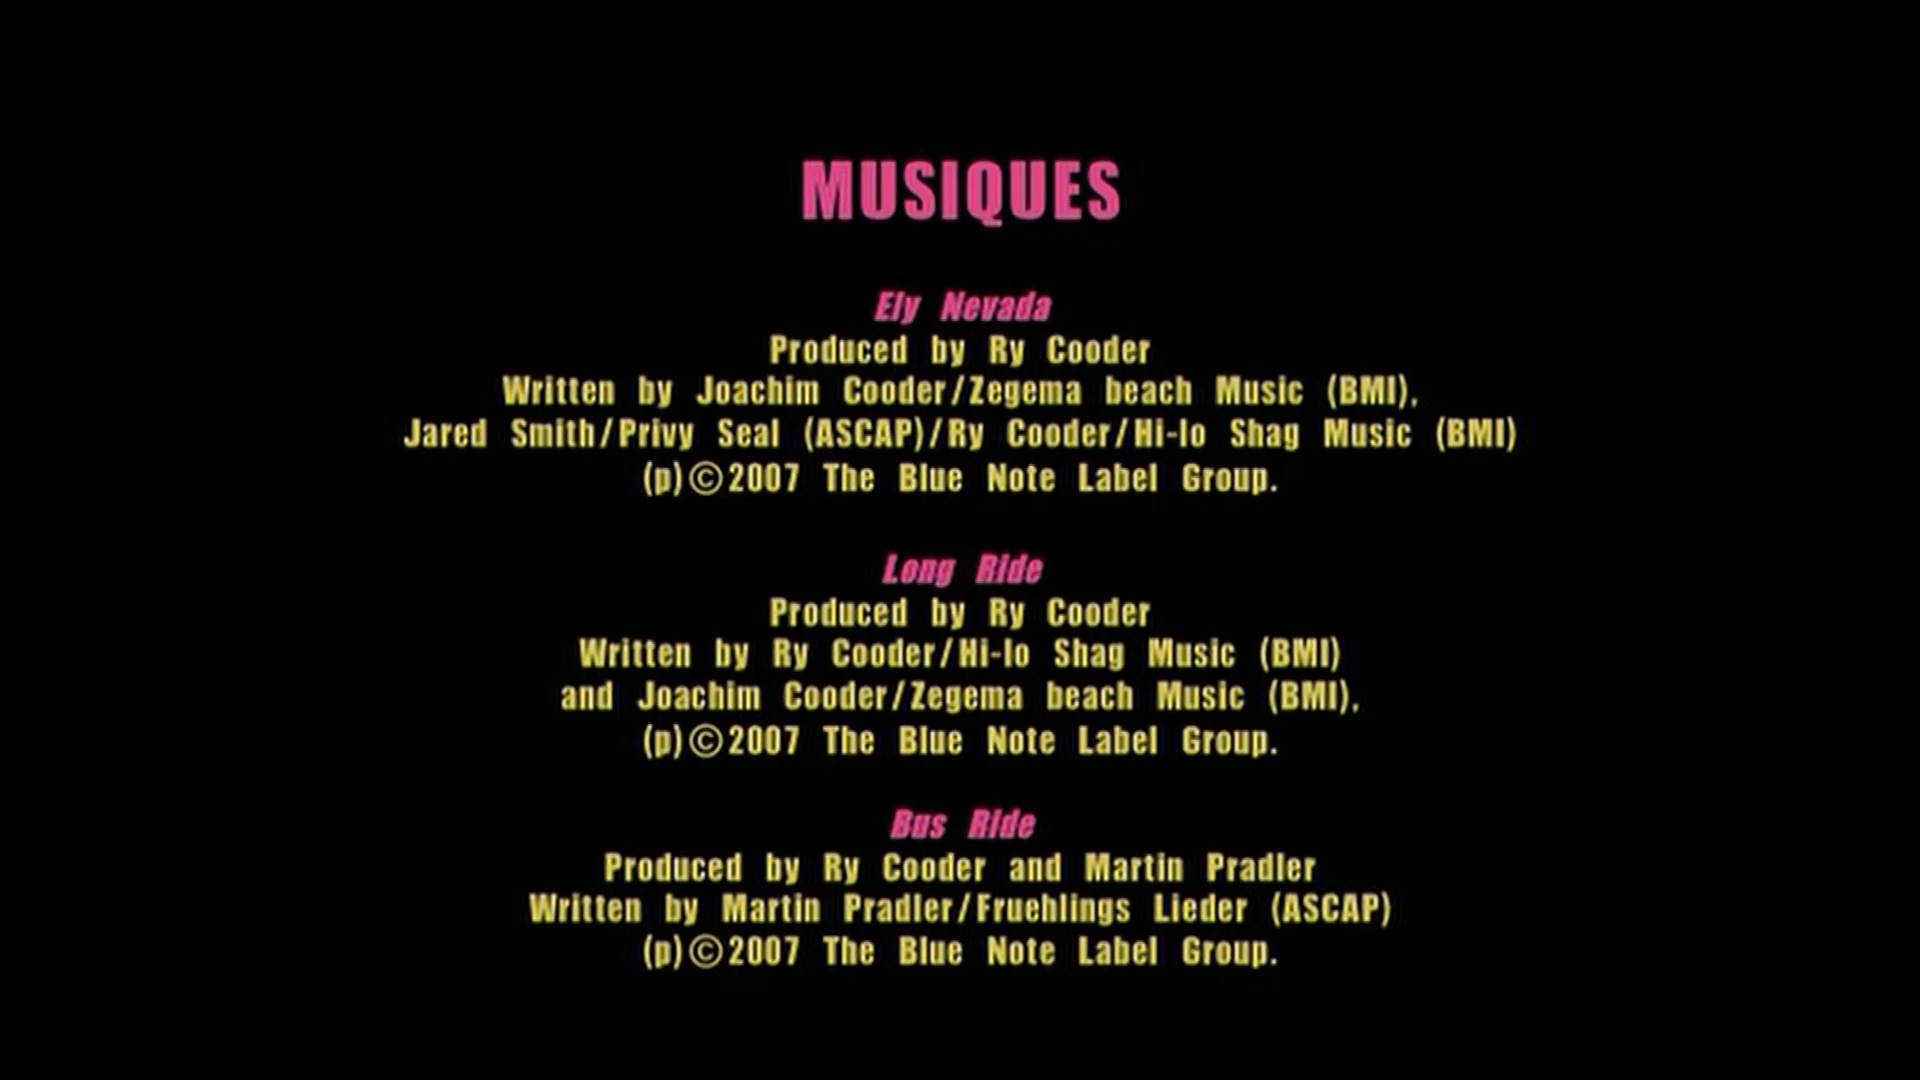 MUSIQUES
Ely Nevada
Produced by Ry Cooder
Written by Joachim Cooder/Zegema beach Music (BMI),
Jared Smith/Privy Seal (ASCAP)/Ry Cooder/Hi-lo Shag Music (BMI)
(p)©2007 The Blue Note Label Group.
Long Ride
Produced by Ry Cooder
Written by Ry Cooder/Hi-lo Shag Music (BMI)
and Joachim Cooder/Zegema beach Music (BMI),
(p)©2007 The Blue Note Label Group.
Bus Ride
Produced by Ry Cooder and Martin Pradler
Written by Martin Pradler/Fruehlings Lieder (ASCAP)
(p)©2007 The Blue Note Label Group.